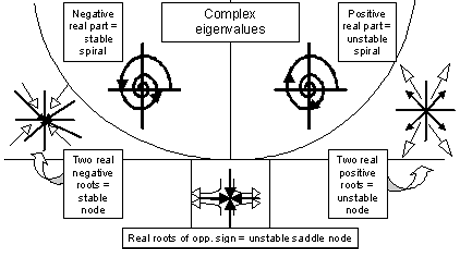 Negative
real part=
stable
spiral
Complex
eigenvalues
Positive
real part=
unstable
spiral
Two real
negative
roots =
stable
node
Two real
positive
roots =
unstable
node
Real roots of opp. sign = unstable saddle node